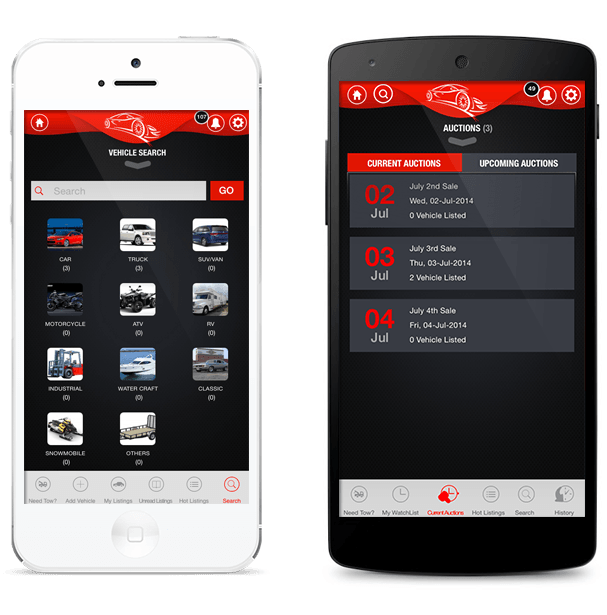 107
VEHICLE SEARCH
Search
GO
CAR
(3)
TRUCK
(3)
SUV/VAN
(0)
MOTORCYCLE
(0)
ATV
(0)
RV
(0)
INDUSTRIAL
(0)
WATER CRAFT
(0)
CLASSIC
(0)
SNOWMOBILE
(0)
OTHERS
(0)
Need Tow?
Add Vehicle
My Listings
Unread Listings
Hot Listings
Search
49
AUCTIONS (3)
CURRENT AUCTIONS
UPCOMING AUCTIONS
02
Jul
July 2nd Sale
Wed, 02-Jul-2014
0 Vehicle Listed
03
Jul
July 3rd Sale
Thu, 03-Jul-2014
2 Vehicle Listed
04
Jul
July 4th Sale
Fri, 04-Jul-2014
0 Vehicle Listed
Need Tow?
My WatchList
Current Auctions
Hot Listings
Search
History